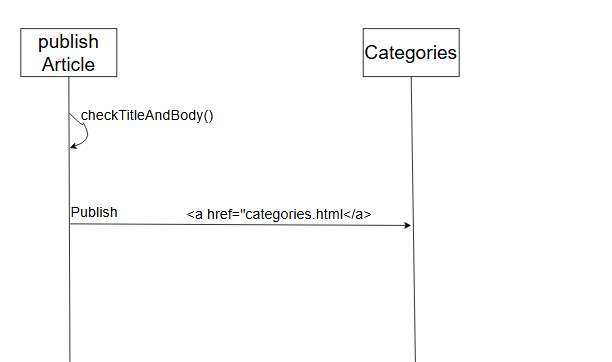 publish
Article
Categories
checkTitleAndBody()
Publish
<a href="categories.html</a>